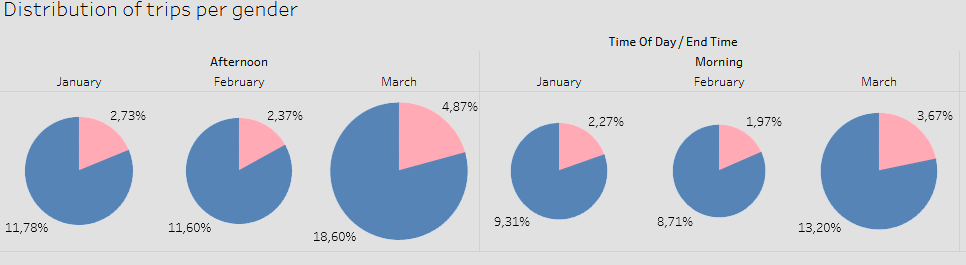 Distribution of trips per gender
Time Of Day / End Time
Afternoon
Morning
January
February
March
January
February
March
2,73%
2,37%
4,87%
2,27%
1,97%
3,67%
11,78%
11,60%
18,60%
9,31%
8,71%
13,20%